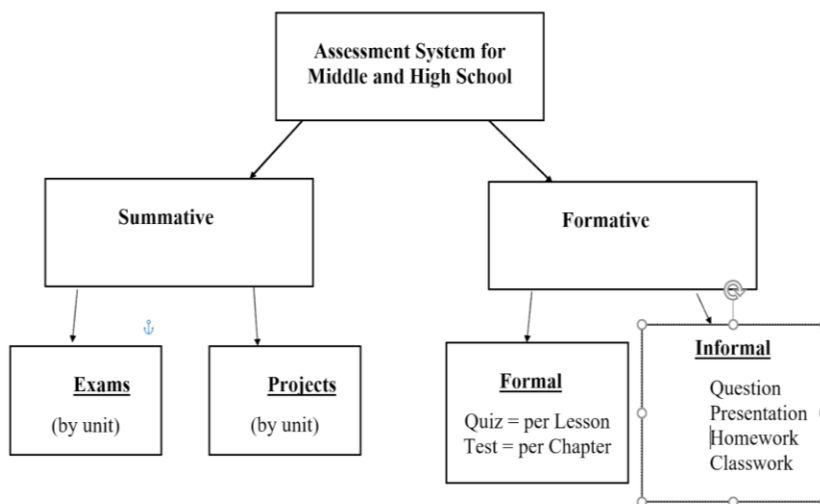 Assessment System for
Middle and High School
Summative
Formative
Exams
(by unit)
Projects
(by unit)
Formal
Quiz = per Lesson
Test = per Chapter
Informal
Question
Presentation
Homework
Classwork